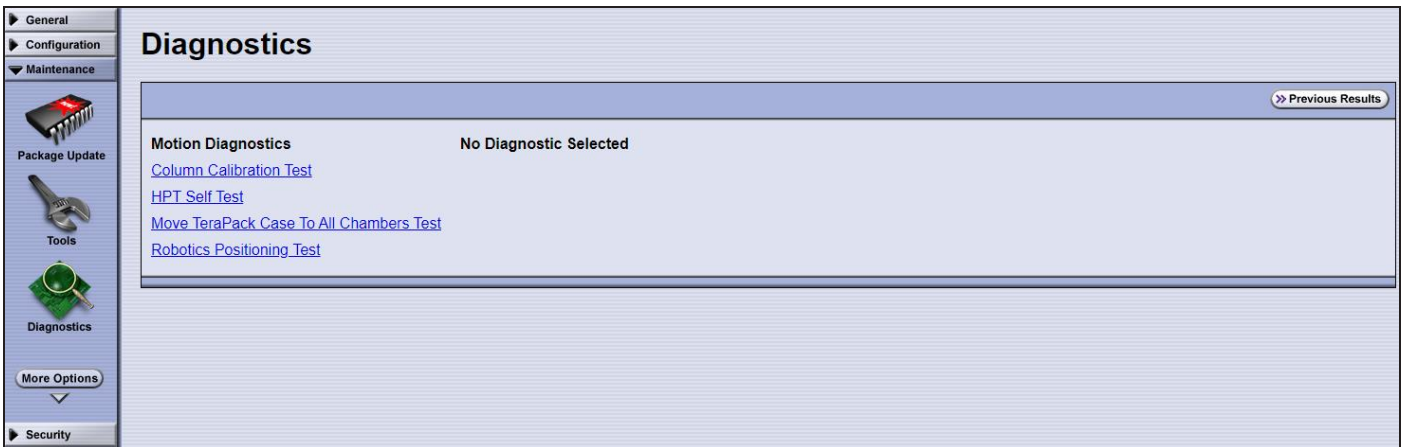 General
Configuration
Maintenance
Package Update
Tools
Diagnostics
More Options
Security
Diagnostics
Previous Results
Motion Diagnostics
No Diagnostic Selected
Column Calibration Test
HPT Self Test
Move TeraPack Case To All Chambers Test
Robotics Positioning Test